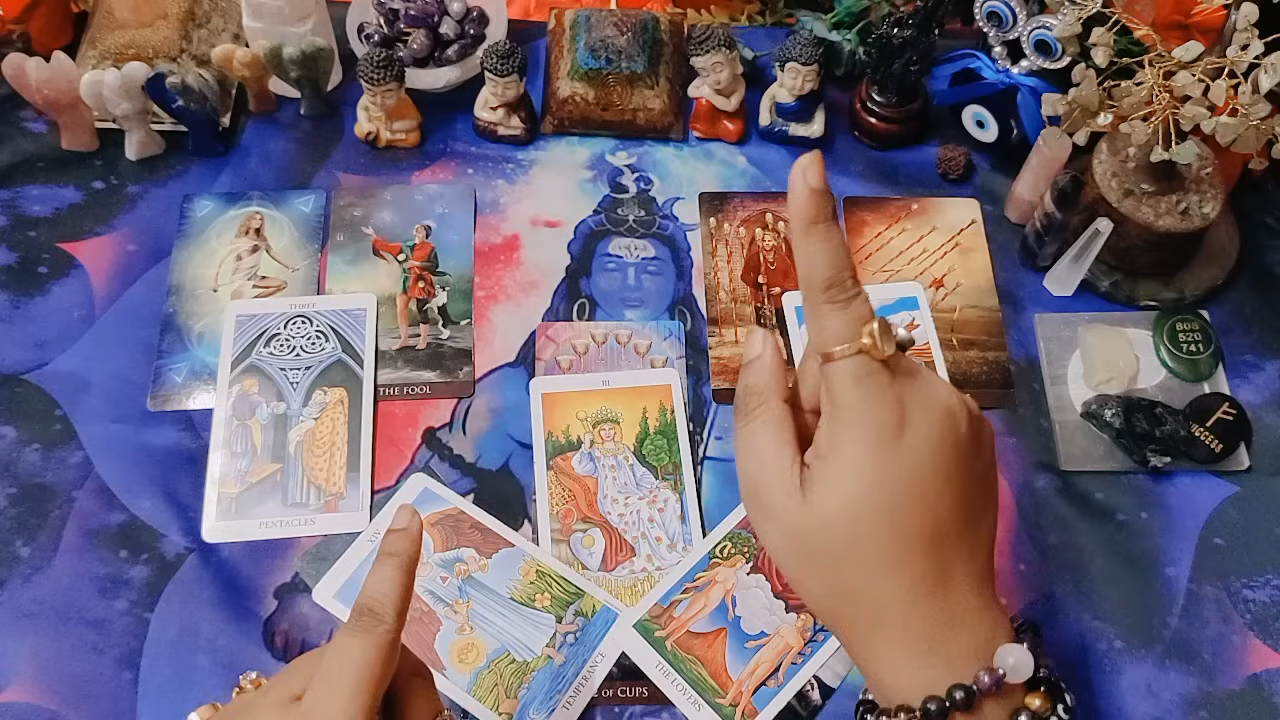 THREE
PENTACLES
THE FOOL
III
XIV
TEMPERANCE
THE LOVERS
OF CUPS
808
520
741
SUCCESS